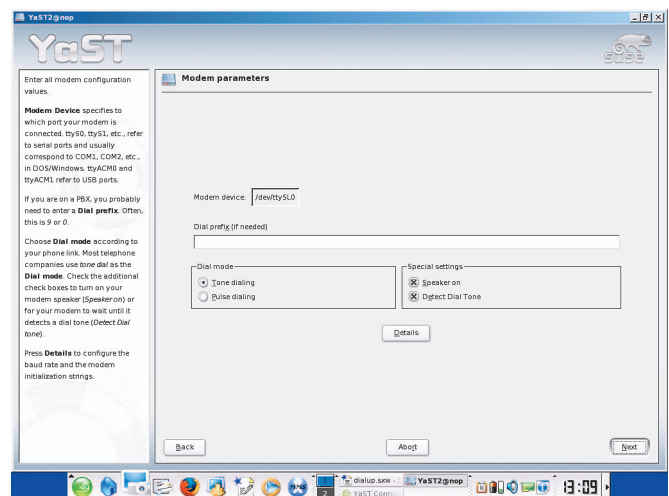 YaST2@nop
YaST
SuSE
Enter all modem configuration
values.
Modem Device specifies to
which port your modem is
connected. ttyS0, ttyS1, etc., refer
to serial ports and usually
correspond to COM1, COM2, etc.,
in DOS/Windows. ttyACM0 and
ttyACM1 refer to USB ports.
If you are on a PBX, you probably
need to enter a Dial prefix. Often,
this is 9 or 0.
Choose Dial mode according to
your phone link. Most telephone
companies use tone dial as the
Dial mode. Check the additional
check boxes to turn on your
modem speaker (Speaker on) or
for your modem to wait until it
detects a dial tone (Detect Dial
tone).
Press Details to configure the
baud rate and the modem
initialization strings.
Modem parameters
Modem device: /dev/ttySL0
Dial prefix (if needed)
Dial mode
Tone dialing
Pulse dialing
Special settings
Speaker on
Detect Dial Tone
Details
Back
Abort
Next
1
2
dialup.sxw -
YaST Contr
YaST2@nop
13:09